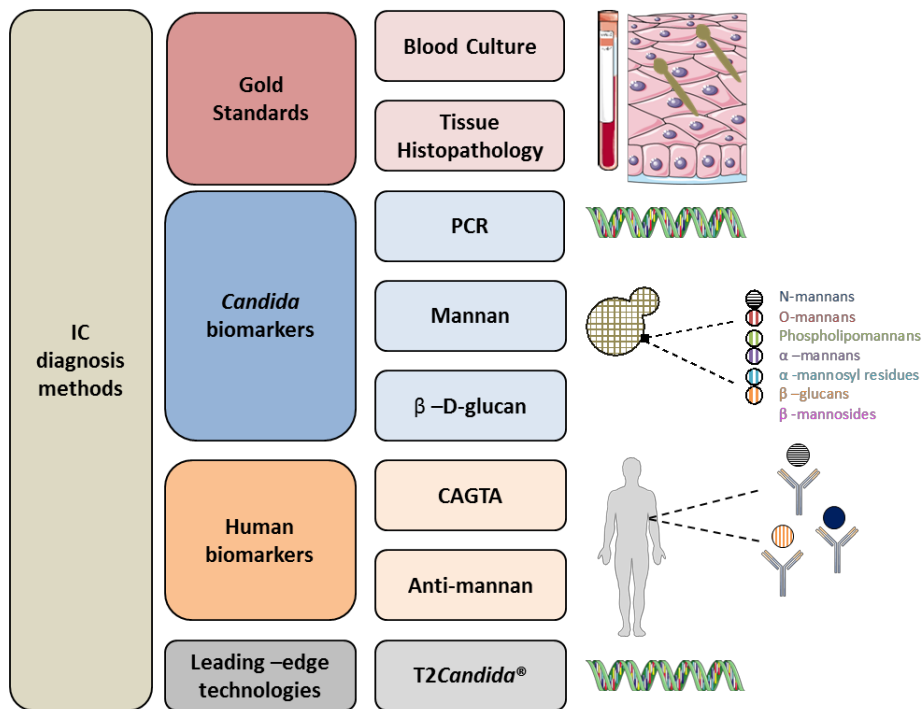 IC
diagnosis
methods
Gold
Standards
Blood Culture
Tissue
Histopathology
Candida
biomarkers
PCR
Mannan
β –D-glucan
N-mannans
O-mannans
Phospholipomannans
α –mannans
α -mannosyl residues
β –glucans
β -mannosides
Human
biomarkers
CAGTA
Anti-mannan
Leading –edge
technologies
T2Candida®